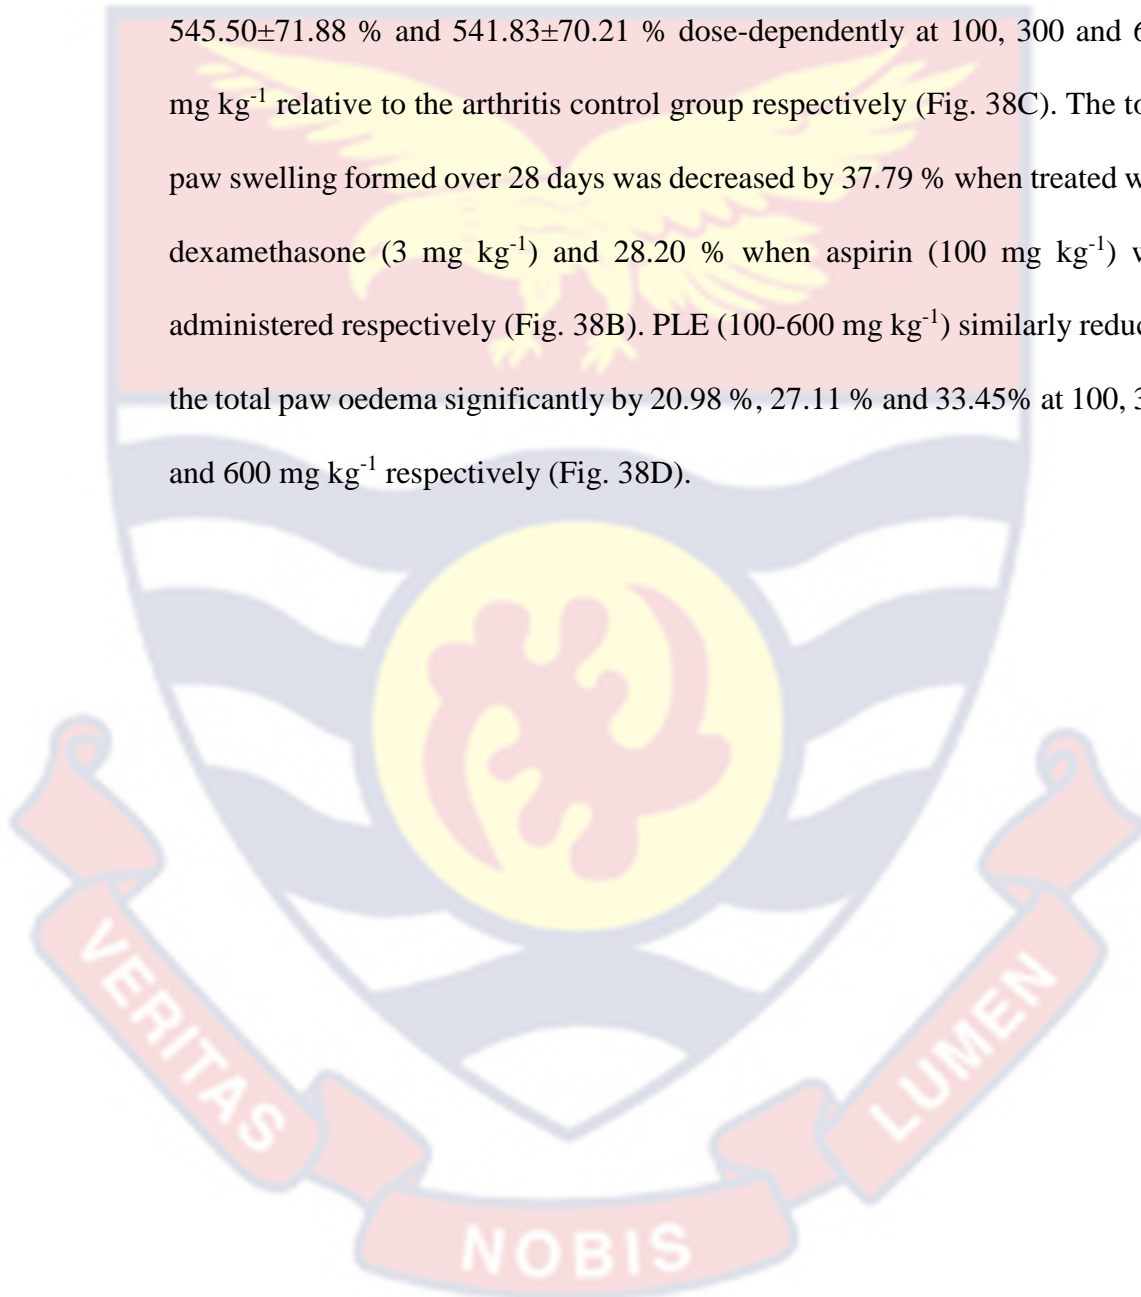 545.50±71.88 % and 541.83±70.21 % dose-dependently at 100, 300 and 6
mg kg⁻¹ relative to the arthritis control group respectively (Fig. 38C). The to
paw swelling formed over 28 days was decreased by 37.79 % when treated w
dexamethasone (3 mg kg⁻¹) and 28.20 % when aspirin (100 mg kg⁻¹) w
administered respectively (Fig. 38B). PLE (100-600 mg kg⁻¹) similarly reduc
the total paw oedema significantly by 20.98 %, 27.11 % and 33.45% at 100, 3
and 600 mg kg⁻¹ respectively (Fig. 38D).
VERITAS
NOBIS
LUMEN